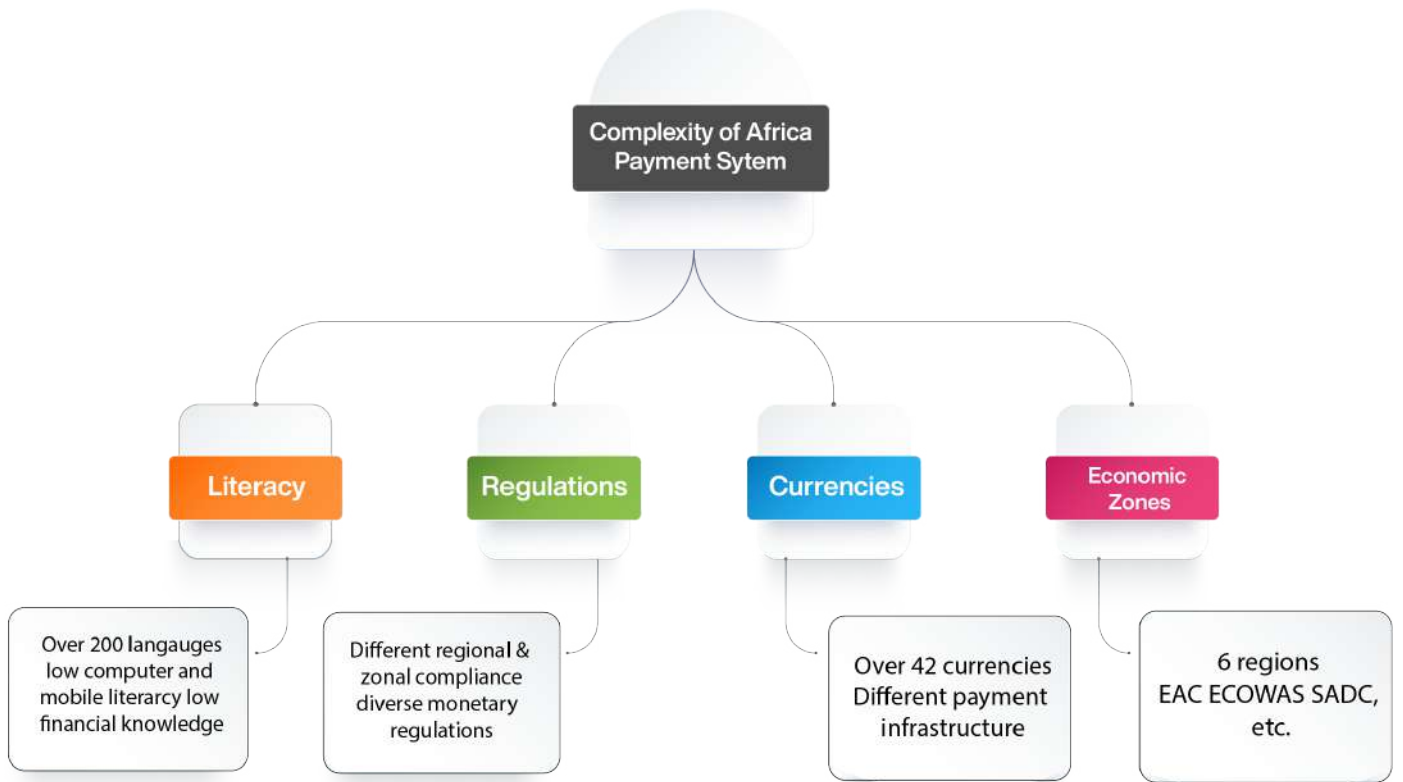 Complexity of Africa
Payment Sytem
Literacy
Regulations
Currencies
Economic
Zones
Over 200 langauges
low computer and
mobile literarcy low
financial knowledge
Different regional &
zonal compliance
diverse monetary
regulations
Over 42 currencies
Different payment
infrastructure
6 regions
EAC ECOWAS SADC,
etc.